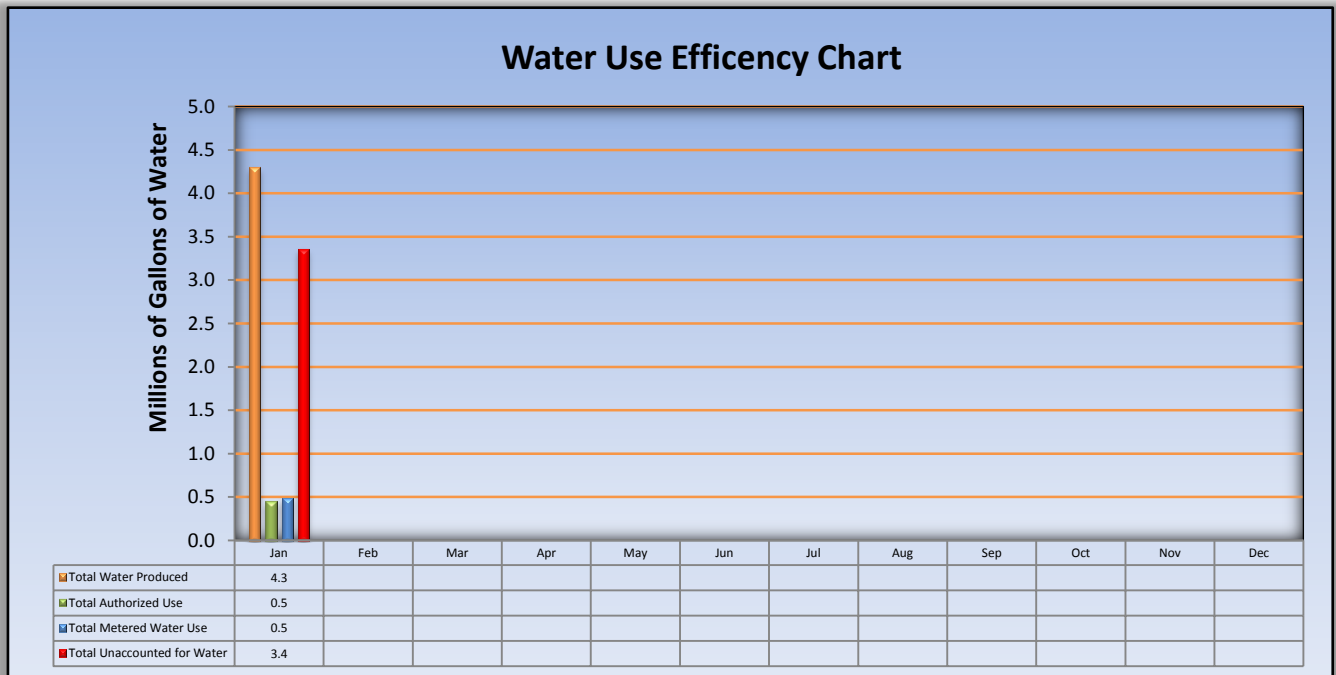 Water Use Efficency Chart
Millions of Gallons of Water
5.0
4.5
4.0
3.5
3.0
2.5
2.0
1.5
1.0
0.5
0.0
Jan Feb Mar Apr May Jun Jul Aug Sep Oct Nov Dec
Total Water Produced 4.3
Total Authorized Use 0.5
Total Metered Water Use 0.5
Total Unaccounted for Water 3.4